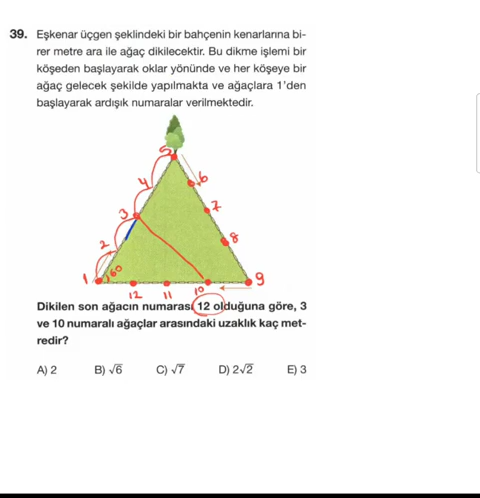 39. Eşkenar üçgen şeklindeki bir bahçenin kenarlarına bi-
rer metre ara ile ağaç dikilecektir. Bu dikme işlemi bir
köşeden başlayarak oklar yönünde ve her köşeye bir
ağaç gelecek şekilde yapılmakta ve ağaçlara 1'den
başlayarak ardışık numaralar verilmektedir.
5
4
6
3
7
2
8
1
60
9
12 11 10
Dikilen son ağacın numarası 12 olduğuna göre, 3
ve 10 numaralı ağaçlar arasındaki uzaklık kaç met-
redir?
A) 2 B) √6 C) √7 D) 2√2 E) 3